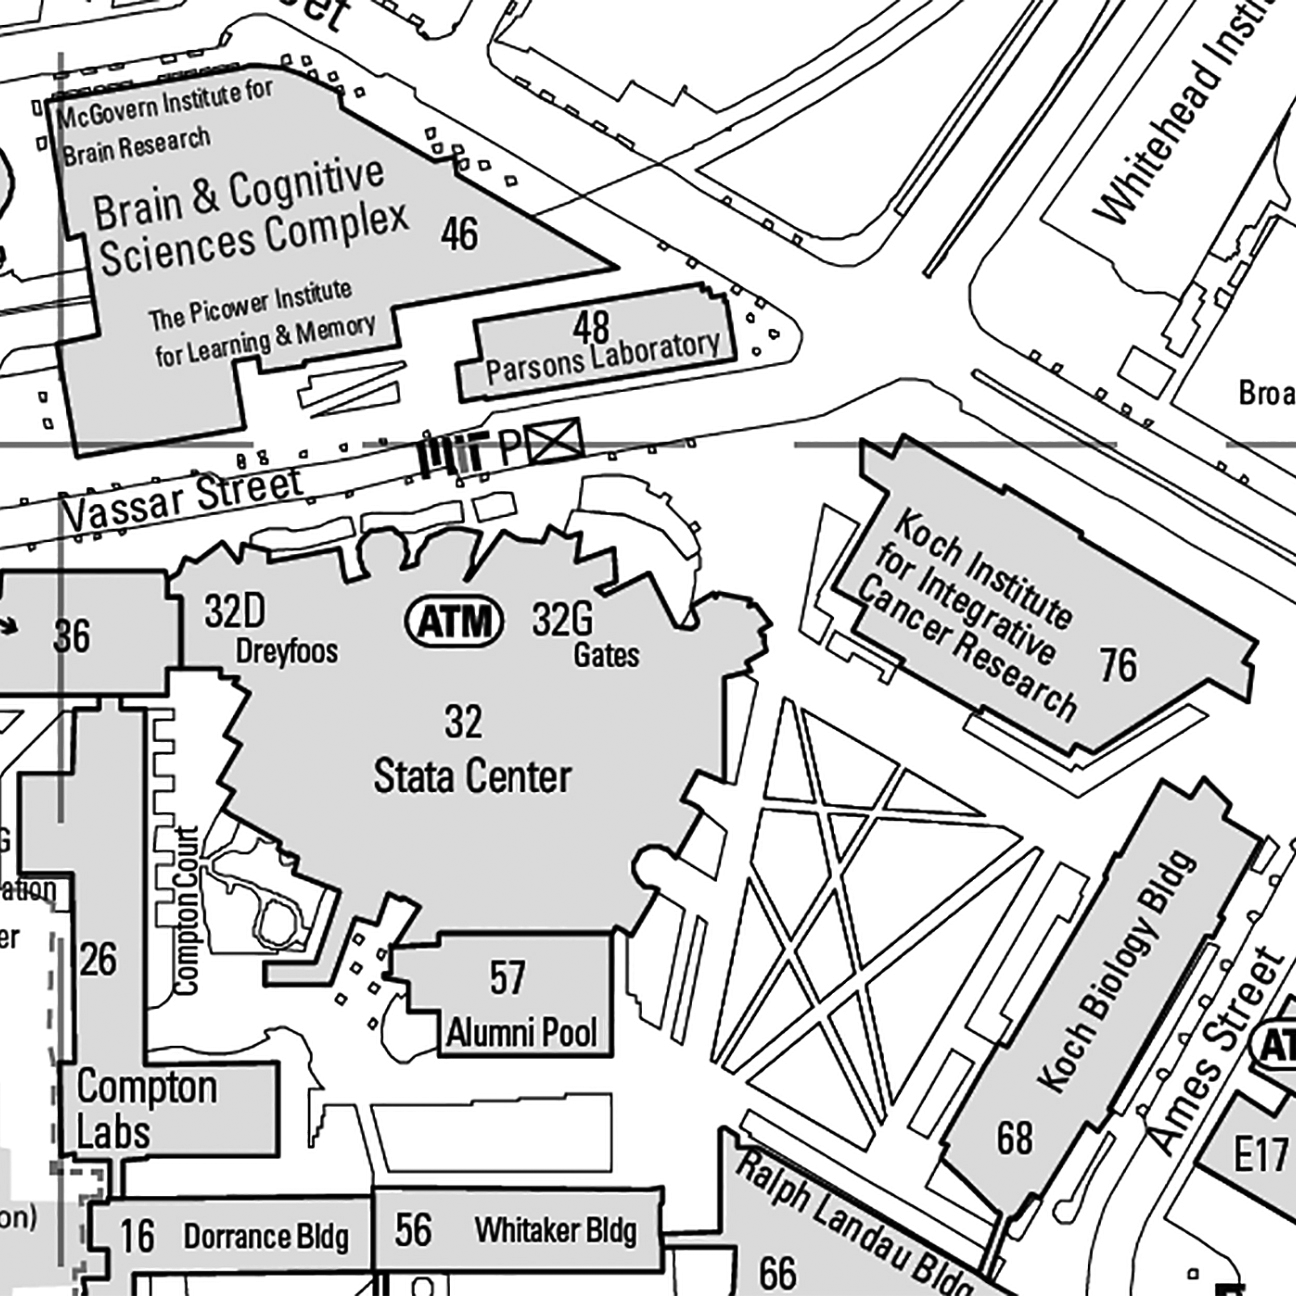 McGovern Institute for
Brain Research
Brain & Cognitive
Sciences Complex
46
The Picower Institute
for Learning & Memory
48
Parsons Laboratory
Whitehead
MIT P
Vassar Street
Koch Institute
for Integrative
Cancer Research
76
36
32D
Dreyfoos
ATM
32G
Gates
32
Stata Center
Compton Court
26
57
Alumni Pool
Compton
Labs
Koch Biology Bldg
68
Ames Street
E17
16
Dorrance Bldg
56
Whitaker Bldg
Ralph Landau Bldg
66